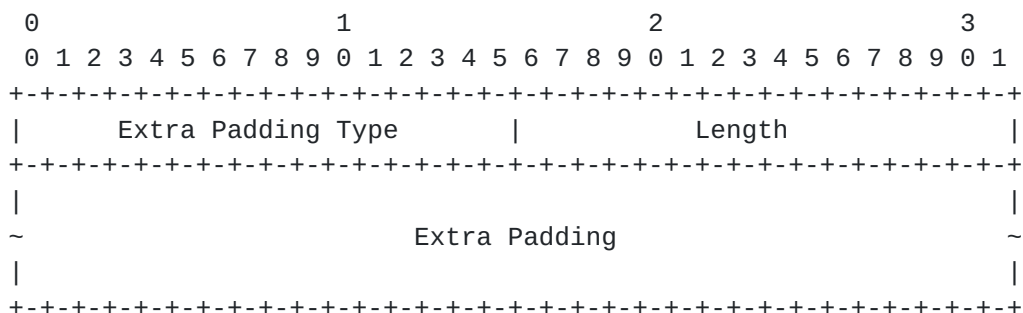 0                   1                   2                   3
 0 1 2 3 4 5 6 7 8 9 0 1 2 3 4 5 6 7 8 9 0 1 2 3 4 5 6 7 8 9 0 1
+-+-+-+-+-+-+-+-+-+-+-+-+-+-+-+-+-+-+-+-+-+-+-+-+-+-+-+-+-+-+-+-+
|      Extra Padding Type       |           Length              |
+-+-+-+-+-+-+-+-+-+-+-+-+-+-+-+-+-+-+-+-+-+-+-+-+-+-+-+-+-+-+-+-+
|                                                               |
~                         Extra Padding                         ~
|                                                               |
+-+-+-+-+-+-+-+-+-+-+-+-+-+-+-+-+-+-+-+-+-+-+-+-+-+-+-+-+-+-+-+-+